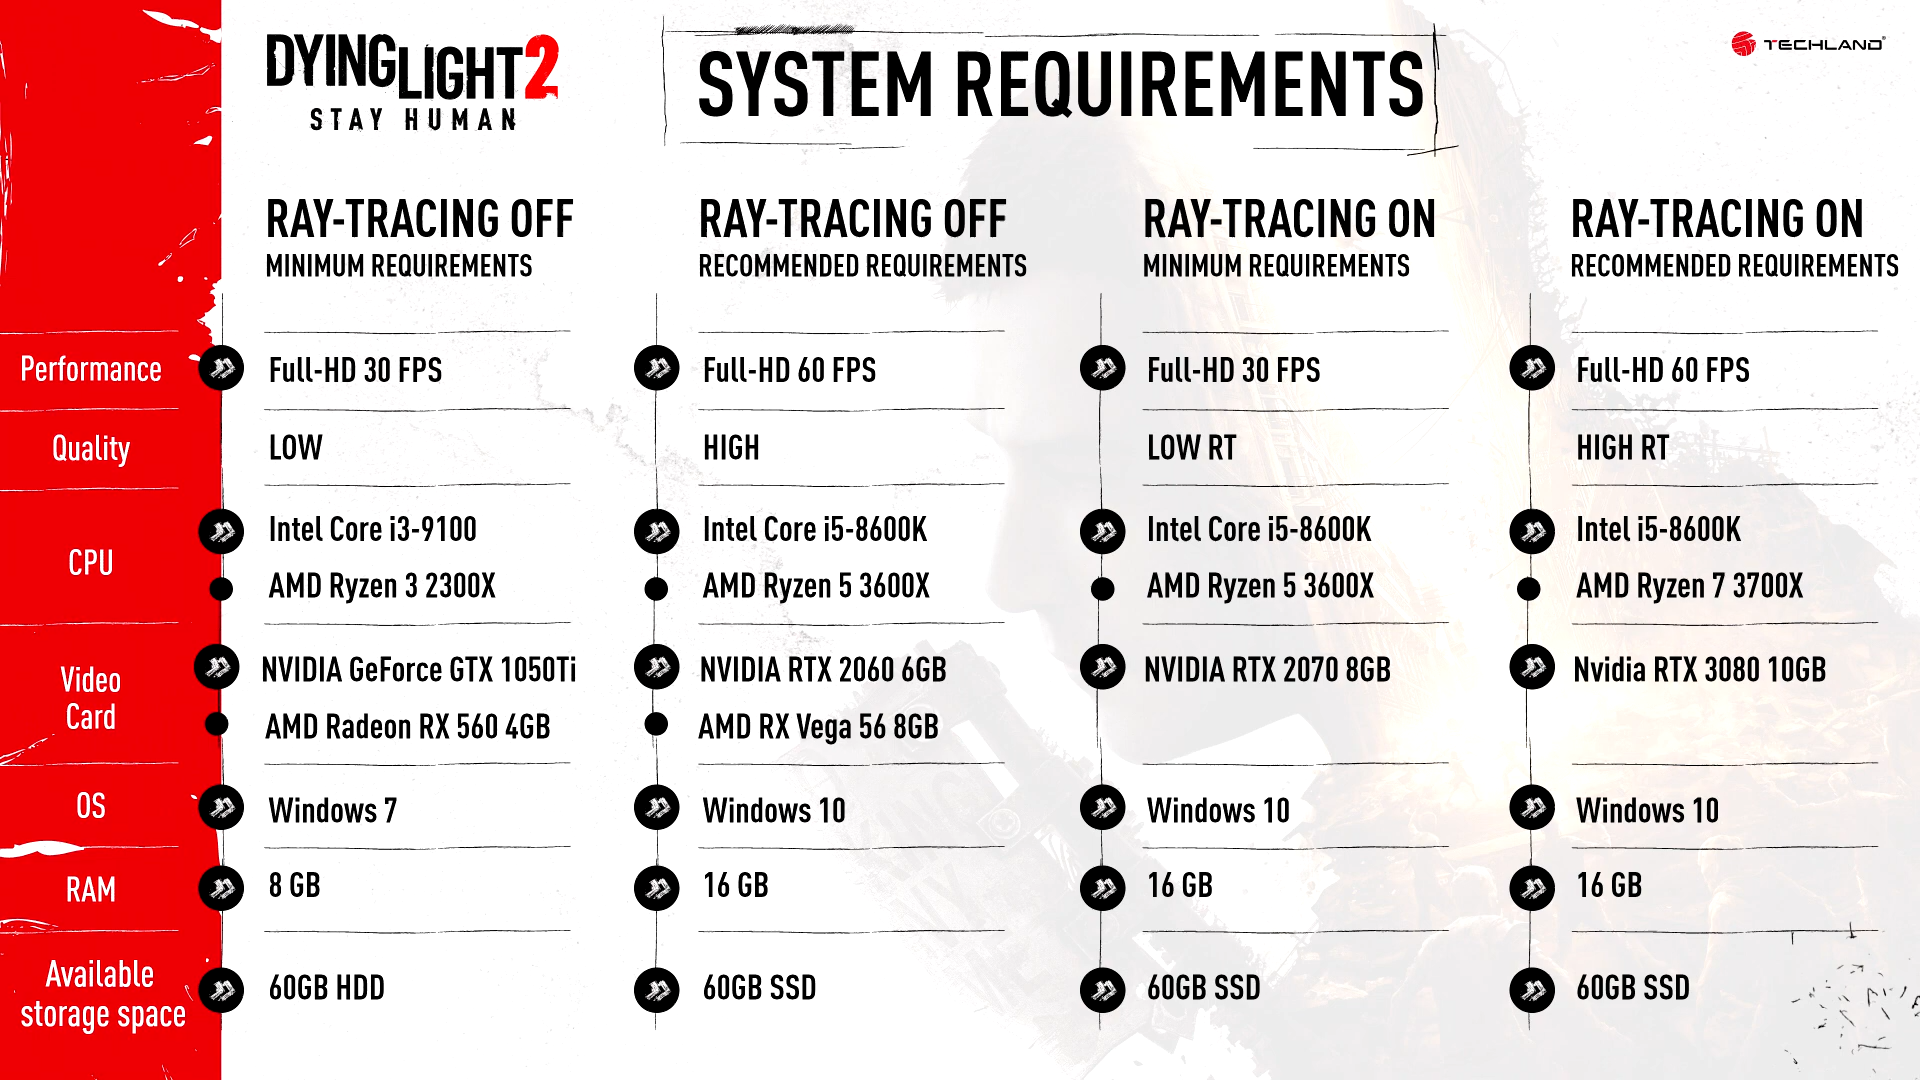 DYING LIGHT 2
STAY HUMAN
SYSTEM REQUIREMENTS
TECHLAND®
RAY-TRACING OFF
MINIMUM REQUIREMENTS
RAY-TRACING OFF
RECOMMENDED REQUIREMENTS
RAY-TRACING ON
MINIMUM REQUIREMENTS
RAY-TRACING ON
RECOMMENDED REQUIREMENTS
Performance
Full-HD 30 FPS
Full-HD 60 FPS
Full-HD 30 FPS
Full-HD 60 FPS
Quality
LOW
HIGH
LOW RT
HIGH RT
CPU
Intel Core i3-9100
AMD Ryzen 3 2300X
Intel Core i5-8600K
AMD Ryzen 5 3600X
Intel Core i5-8600K
AMD Ryzen 5 3600X
Intel i5-8600K
AMD Ryzen 7 3700X
Video
Card
NVIDIA GeForce GTX 1050Ti
AMD Radeon RX 560 4GB
NVIDIA RTX 2060 6GB
AMD RX Vega 56 8GB
NVIDIA RTX 2070 8GB
Nvidia RTX 3080 10GB
OS
Windows 7
Windows 10
Windows 10
Windows 10
RAM
8 GB
16 GB
16 GB
16 GB
Available
storage space
60GB HDD
60GB SSD
60GB SSD
60GB SSD